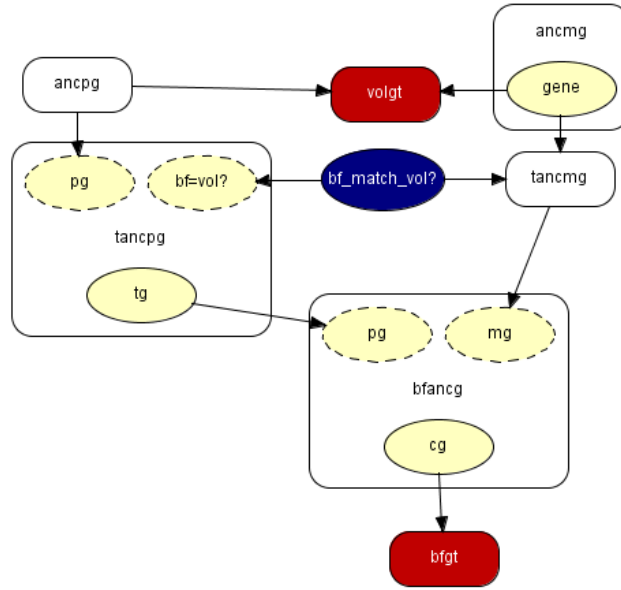 ancmg
ancpg
volgt
gene
pg
bf=vol?
bf_match_vol?
tancmg
tancpg
tg
pg
mg
bfancg
cg
bfgt